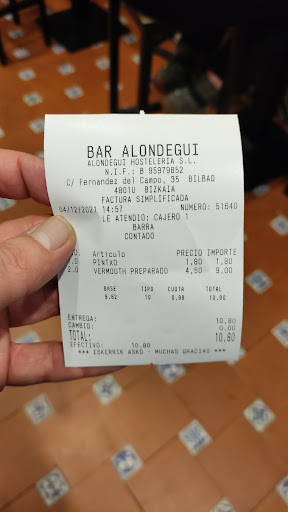 BAR ALONDEGUI
ALONDEGUI HOSTELERIA S.L.
N.I.F.: B 95979852
C/ Fernandez del Campo, 35 BILBAO
48010 BIZKAIA
FACTURA SIMPLIFICADA
04/12/2021 14:57 NUMERO: 51640
LE ATENDIO: CAJERO 1
BARRA
CONTADO
Articulo PRECIO IMPORTE
PINTXO 1,80 1,80
2.0 VERMOUTH PREPARADO 4,50 9,00
BASE TIPO CUOTA TOTAL
9.82 10 0.98 10.80
ENTREGA: 10,80
CAMBIO: 0,00
TOTAL: 10,80
EFECTIVO: 10,80
*** ESKERRIK ASKO - MUCHAS GRACIAS ***